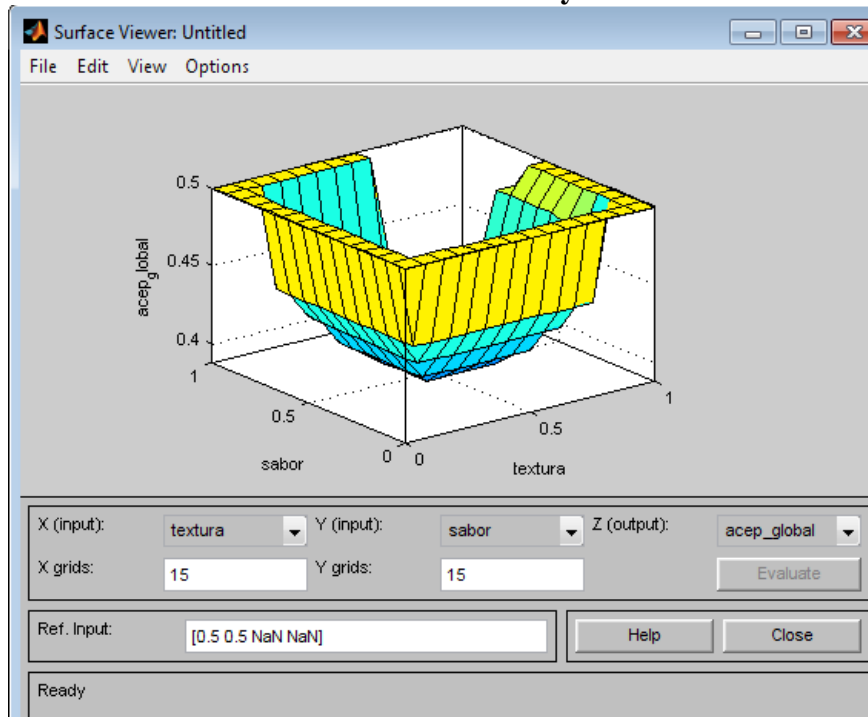 Surface Viewer: Untitled
File Edit View Options
0.5
0.45
0.4
acep_global
1
0.5
0
sabor
0
0.5
1
textura
X (input): textura Y (input): sabor Z (output): acep_global
X grids: 15 Y grids: 15 Evaluate
Ref. Input: [0.5 0.5 NaN NaN] Help Close
Ready